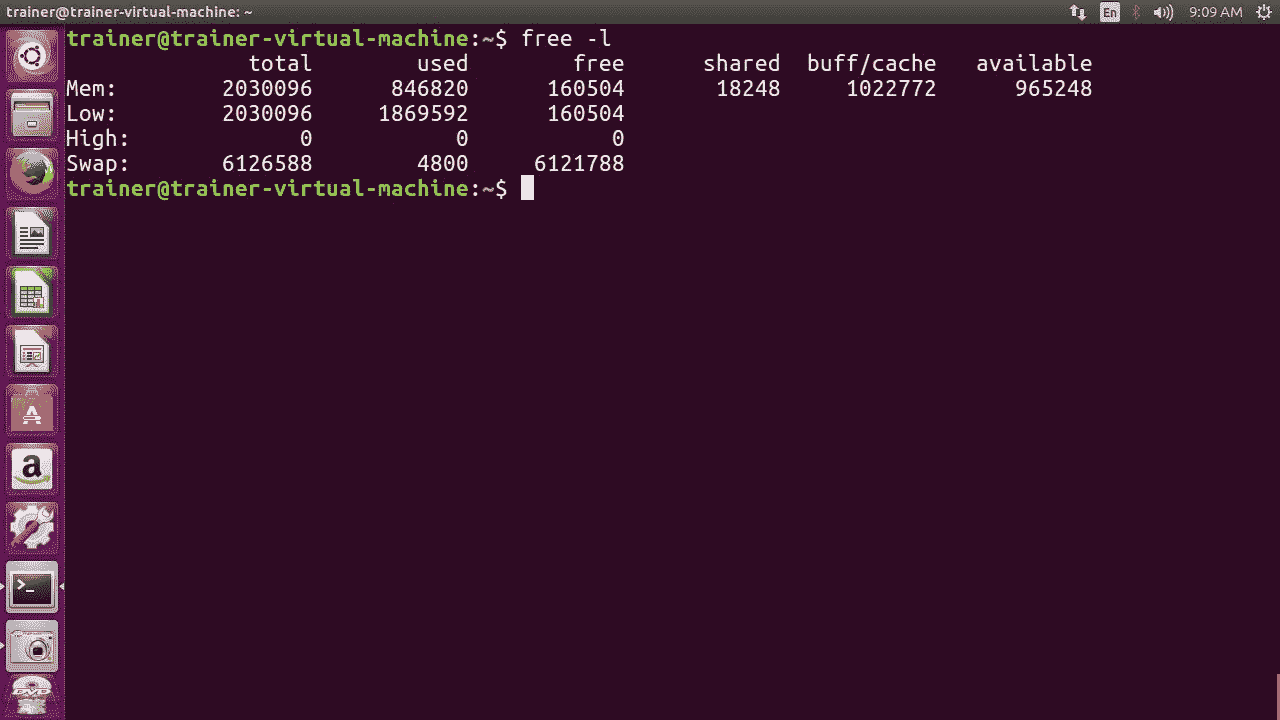 trainer@trainer-virtual-machine: ~ En 9:09 AM
trainer@trainer-virtual-machine:~$ free -l
total used free shared buff/cache available
Mem: 2030096 846820 160504 18248 1022772 965248
Low: 2030096 1869592 160504
High: 0 0 0
Swap: 6126588 4800 6121788
trainer@trainer-virtual-machine:~$